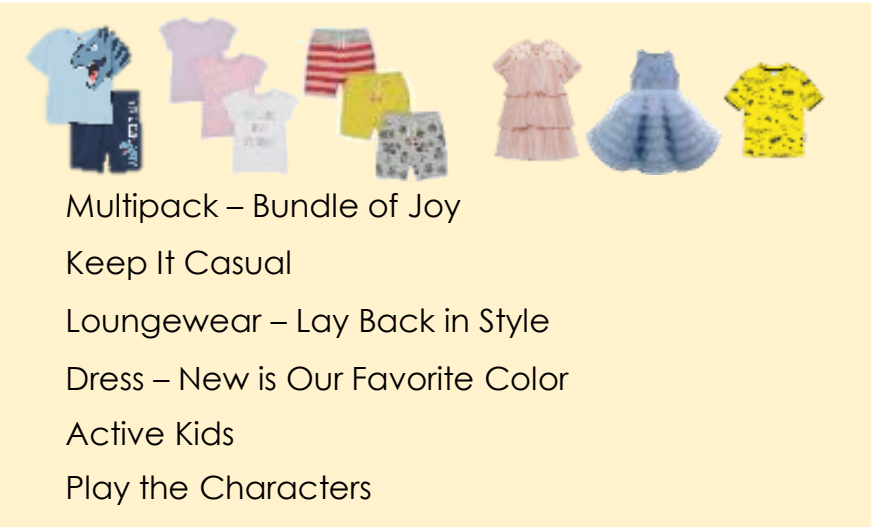 Multipack – Bundle of Joy
Keep It Casual
Loungewear – Lay Back in Style
Dress – New is Our Favorite Color
Active Kids
Play the Characters